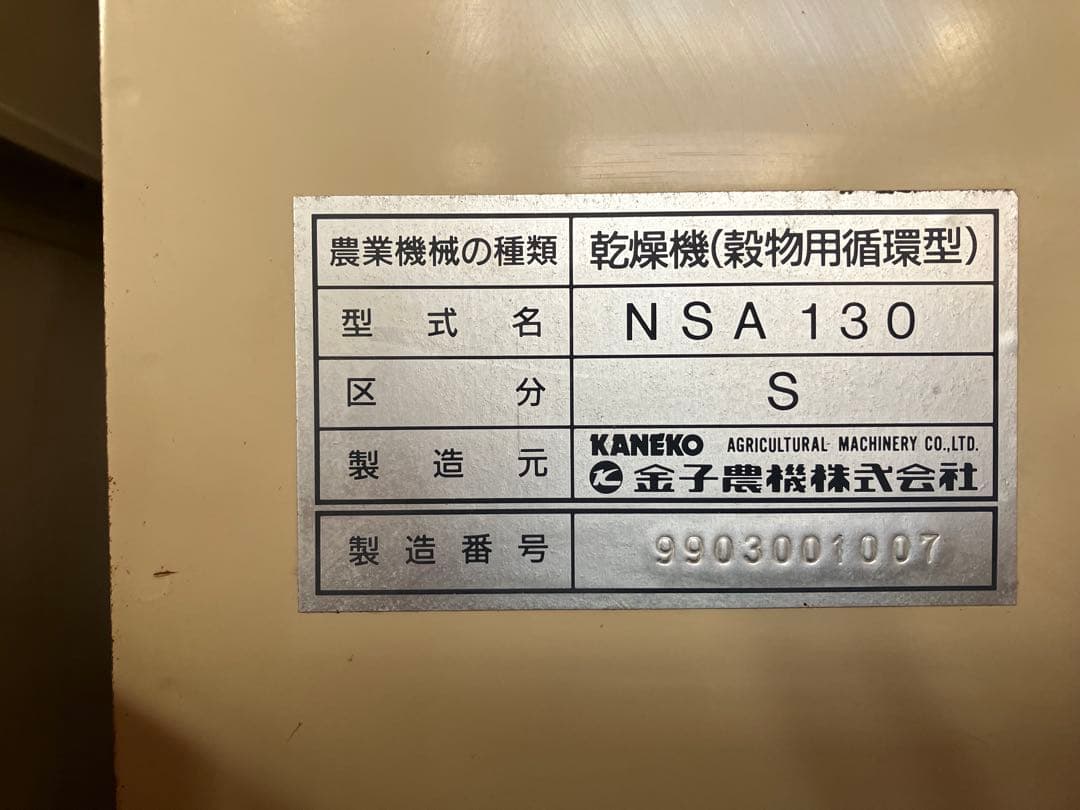 農業機械の種類 乾燥機(穀物用循環型)
型式名 NSA130
区分 S
製造元 KANEKO AGRICULTURAL MACHINERY CO.,LTD.
金子農機株式会社
製造番号 9903001007